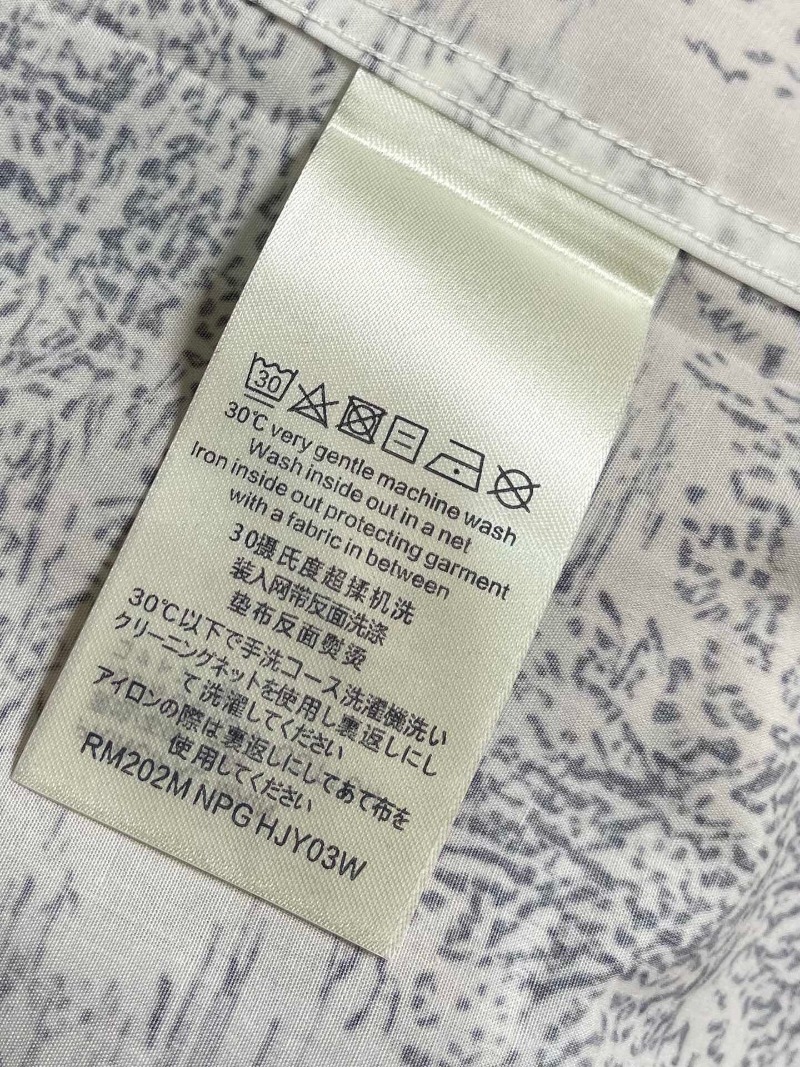 30
30℃ very gentle machine wash
Wash inside out in a net
Iron inside out protecting garment
with a fabric in between
30摄氏度超揉机洗
装入网带反面洗涤
垫布反面熨烫
30℃以下で手洗コース洗濯機洗い
クリーニングネットを使用し裏返しにし
て洗濯してください
アイロンの際は裏返しにしてあて布を
使用してください
RM202M NPG HJY03W